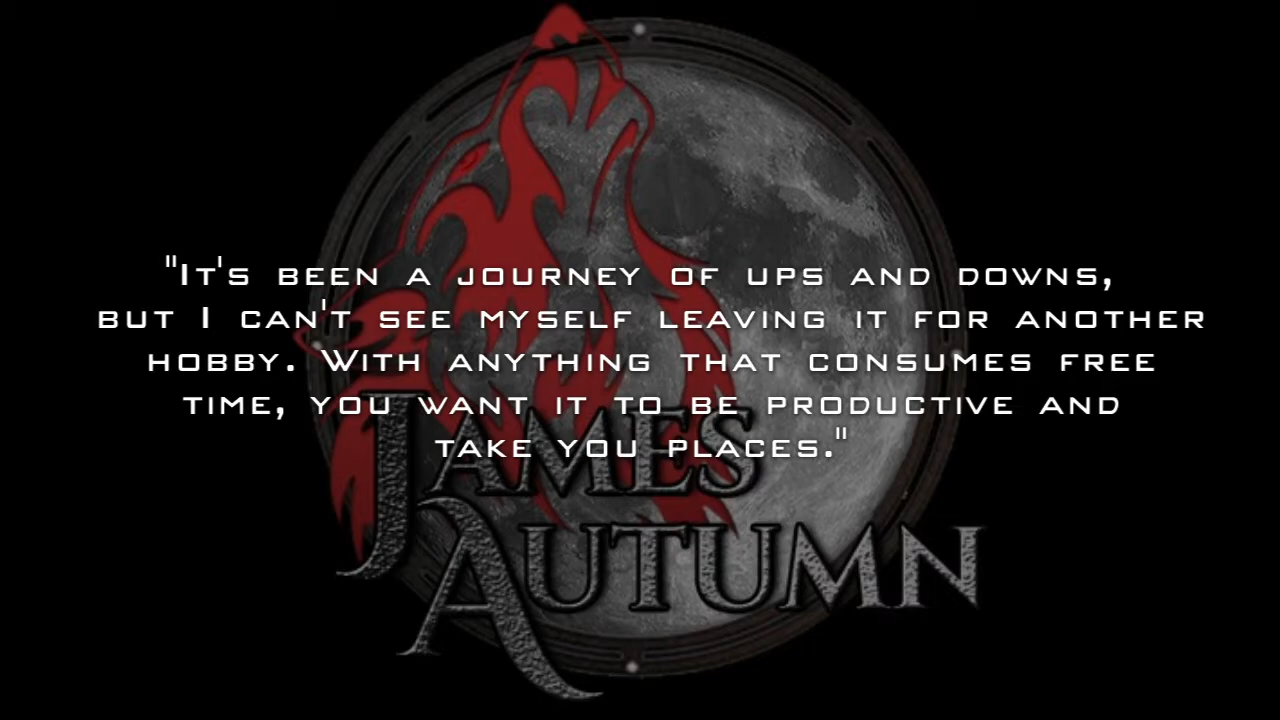 "It's been a journey of ups and downs,
but I can't see myself leaving it for another
hobby. With anything that consumes free
time, you want it to be productive and
take you places."
James
Autumn